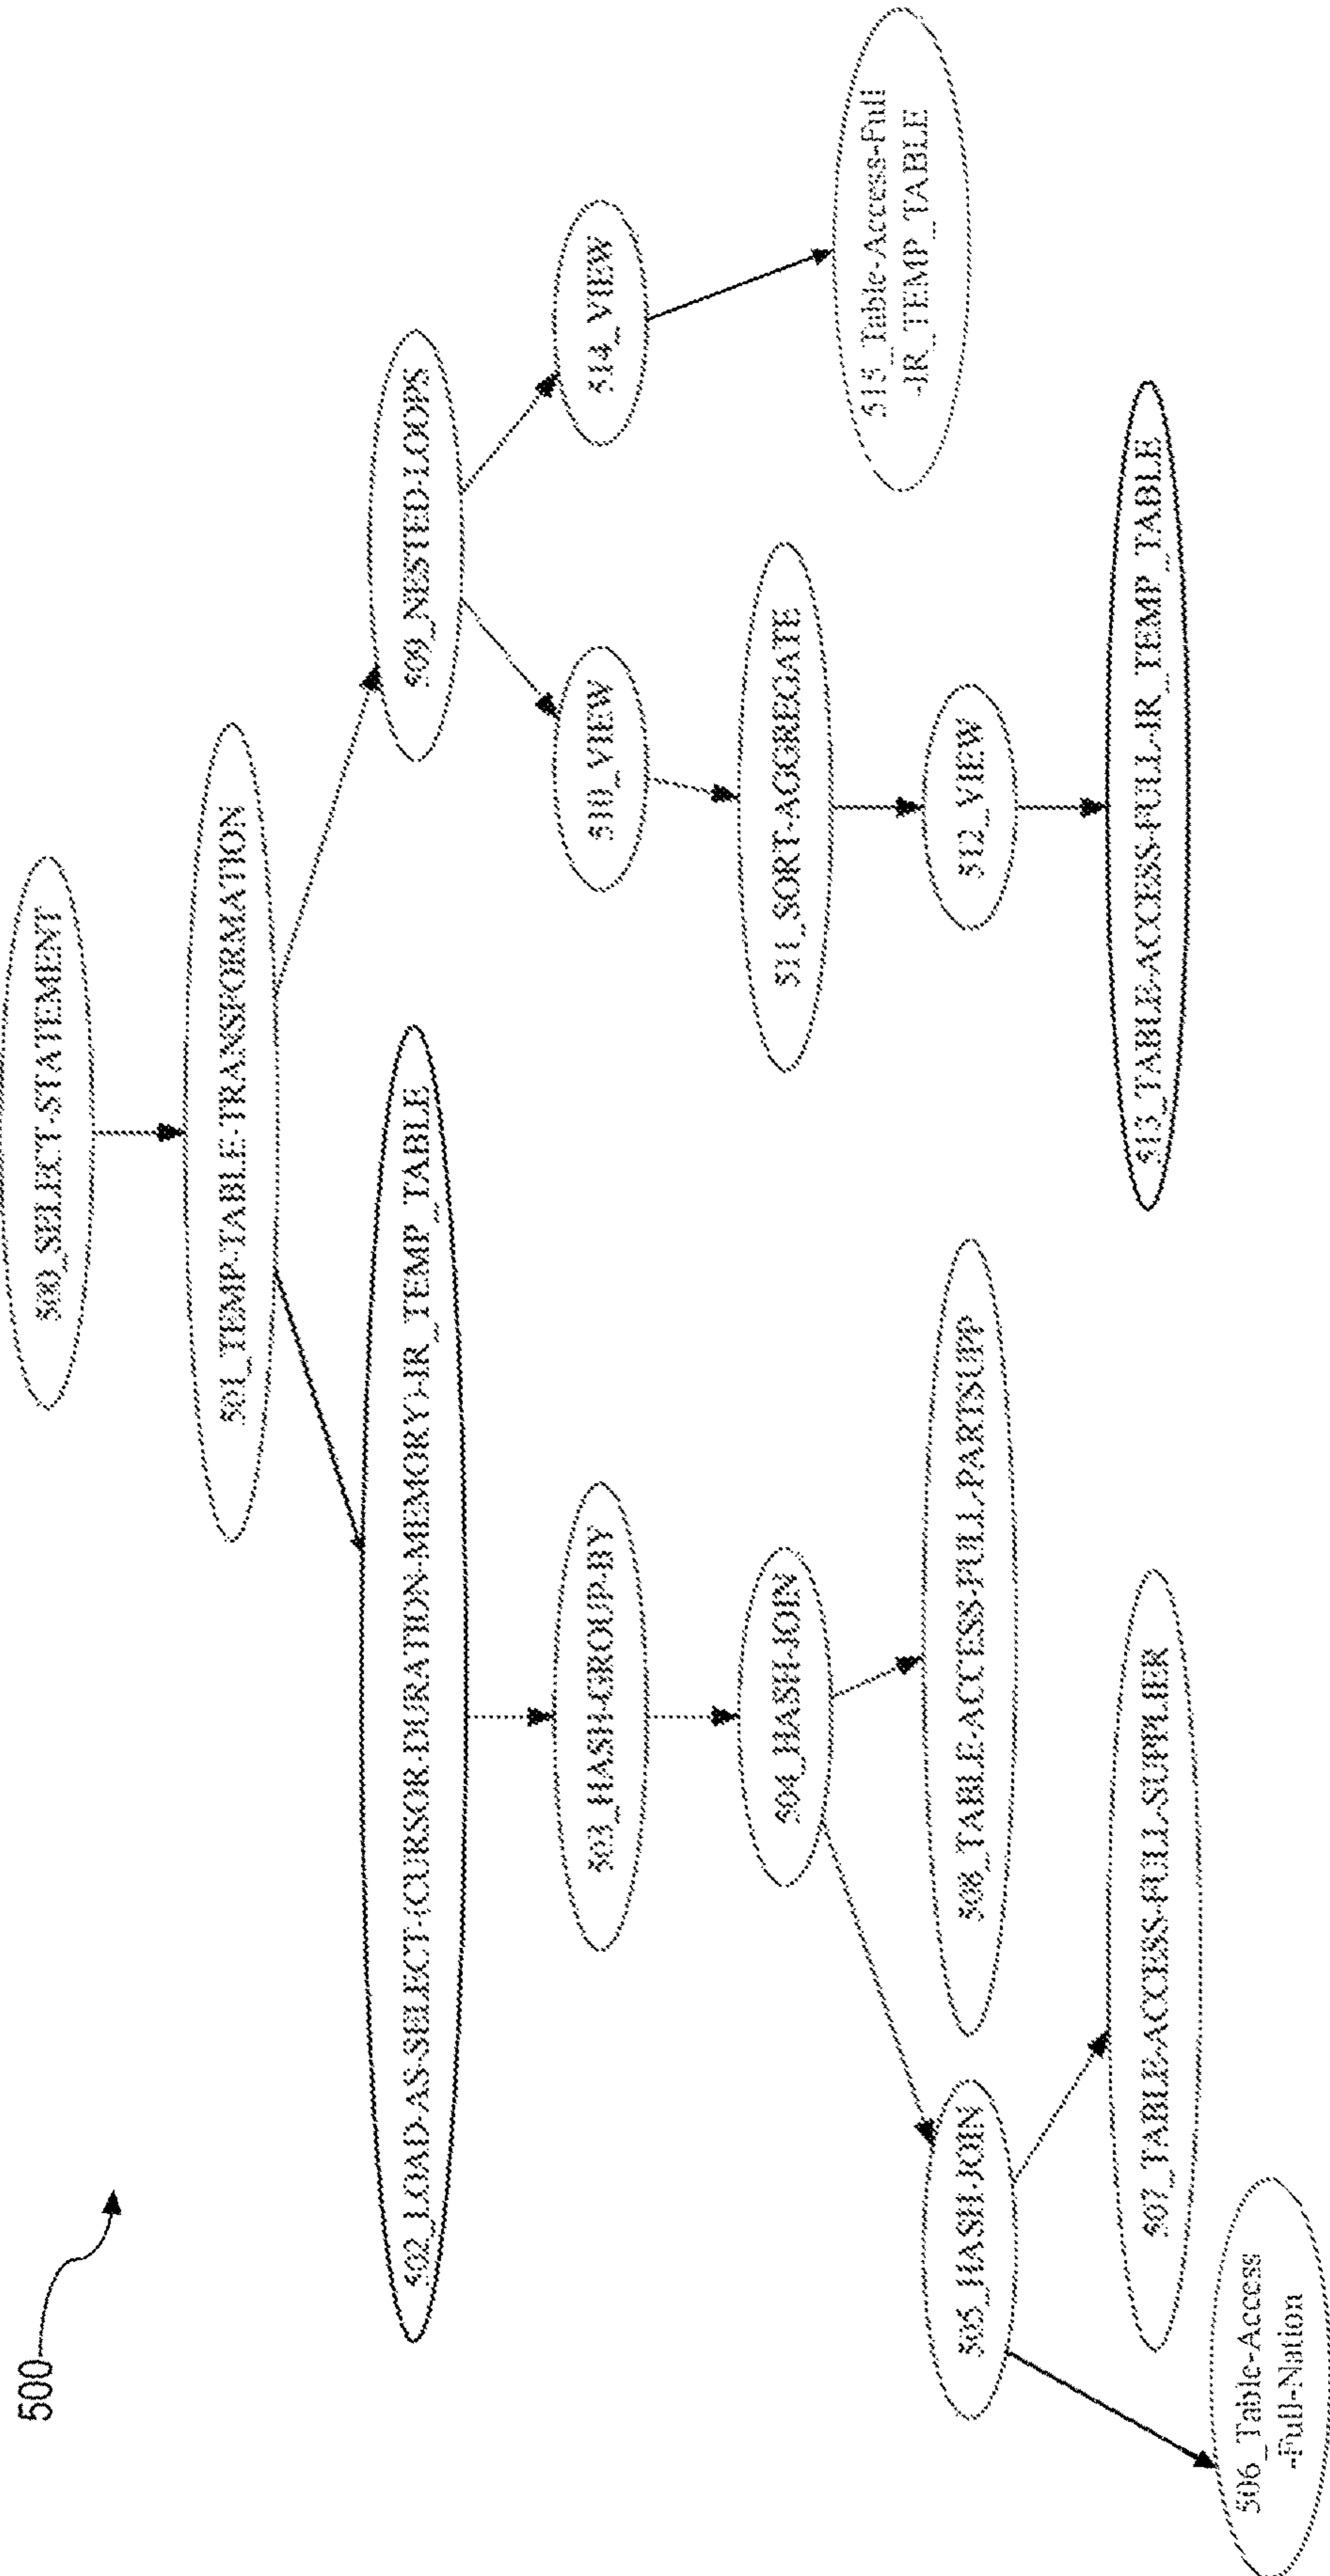 500
500_SELECT-STATEMENT
501_TEMP-TABLE-TRANSFORMATION
502_LOAD-AS-SELECT-(CURSOR-DURATION-MEMORY)-IR_TEMP_TABLE
509_NESTED-LOOPS
503_HASH-GROUP-BY
510_VIEW
514_VIEW
504_HASH-JOIN
511_SORT-AGGREGATE
515_Table-Access-Full
-IR_TEMP_TABLE
505_HASH-JOIN
508_TABLE-ACCESS-FULL-PARTSUPP
512_VIEW
507_TABLE-ACCESS-FULL-SUPPLIER
513_TABLE-ACCESS-FULL-IR_TEMP_TABLE
506_Table-Access
-Full-Nation